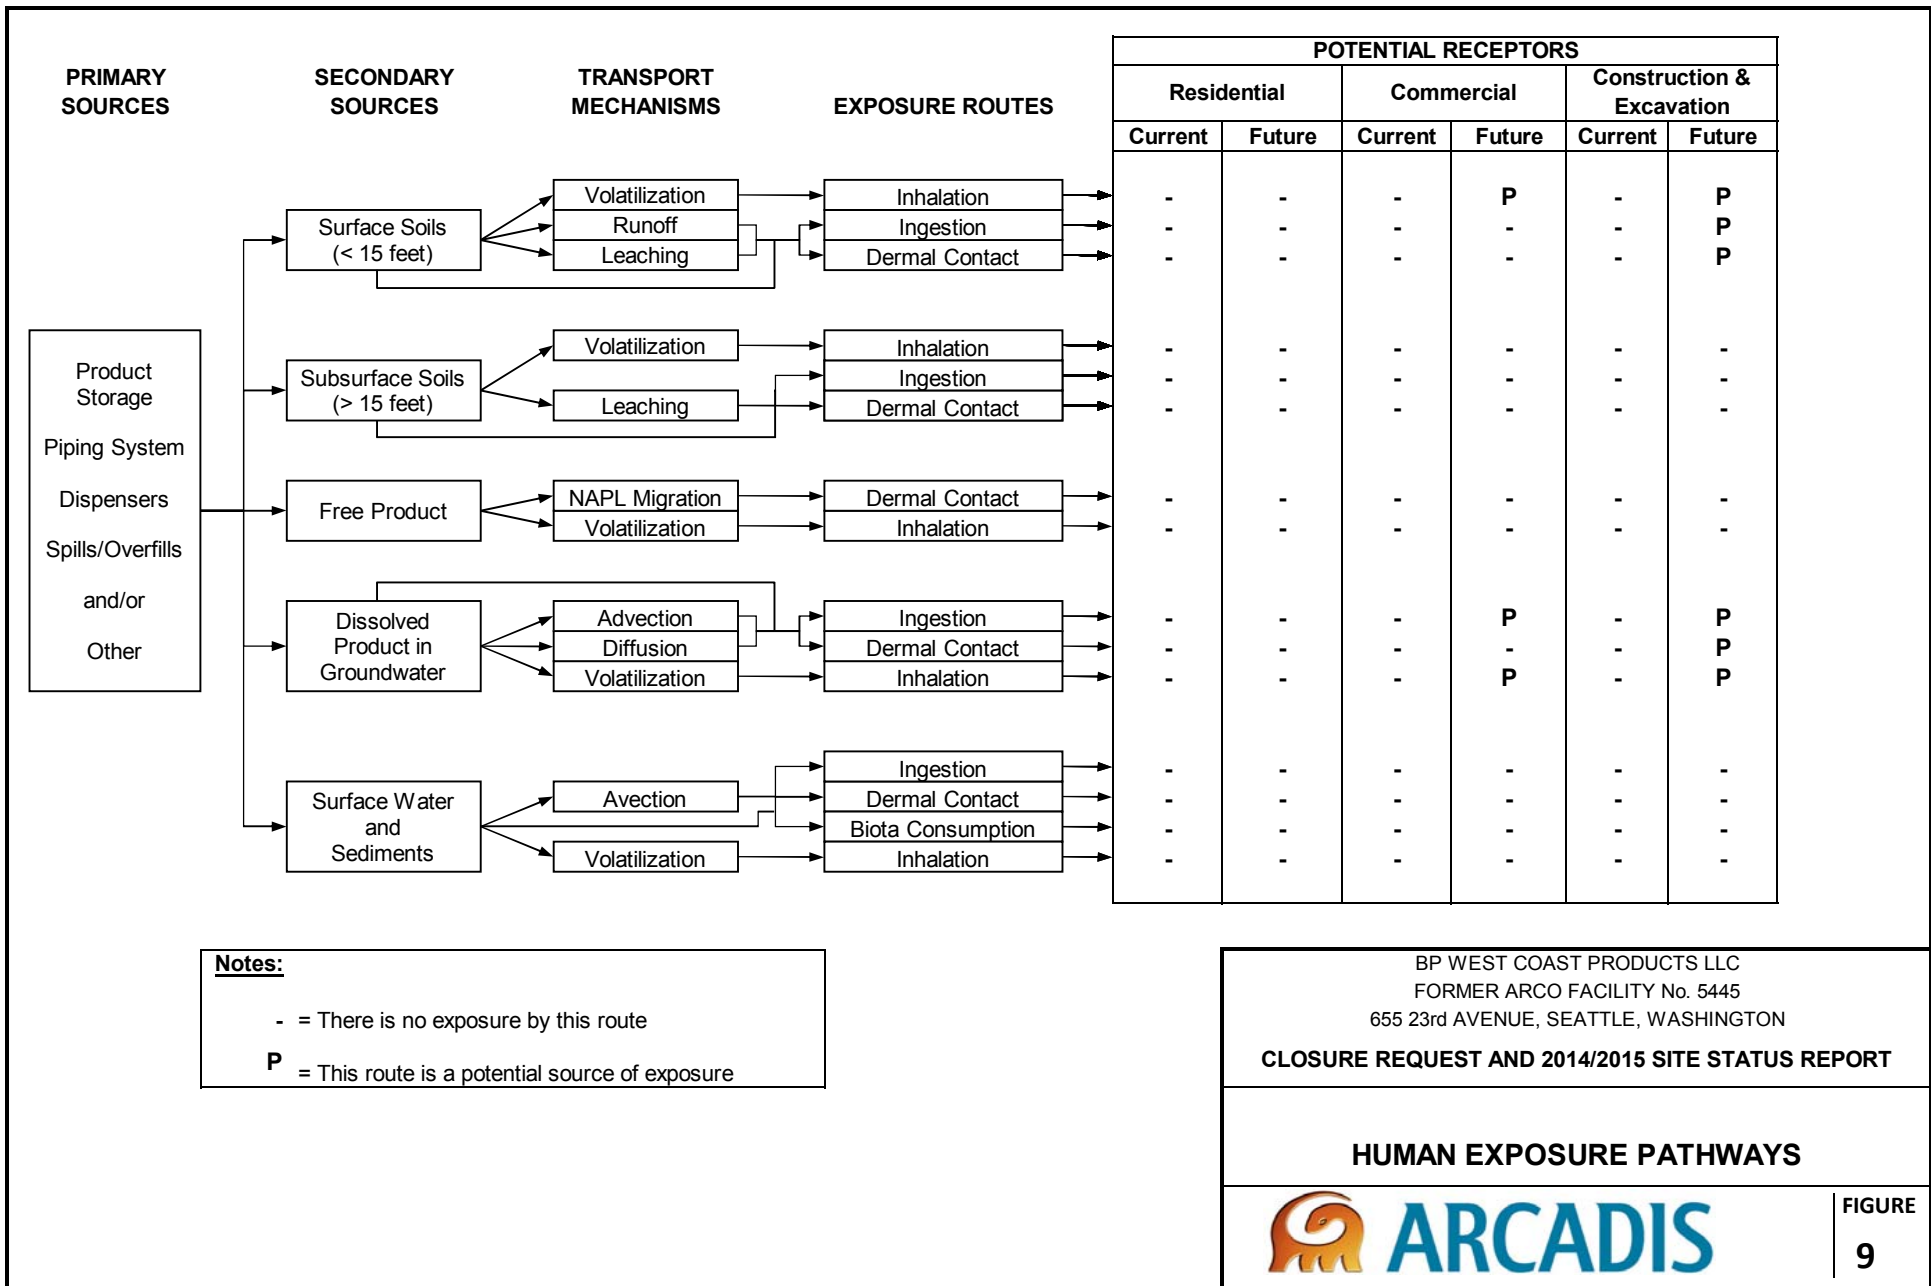 POTENTIAL RECEPTORS
PRIMARY SOURCES
SECONDARY SOURCES
TRANSPORT MECHANISMS
EXPOSURE ROUTES
Residential
Commercial
Construction & Excavation
Current
Future
Current
Future
Current
Future
Product
Storage
Piping System
Dispensers
Spills/Overfills
and/or
Other
Surface Soils
(< 15 feet)
Volatilization
Runoff
Leaching
Inhalation - - - P - P
Ingestion - - - - - P
Dermal Contact - - - - - P
Subsurface Soils
(> 15 feet)
Volatilization
Leaching
Inhalation - - - - - -
Ingestion - - - - - -
Dermal Contact - - - - - -
Free Product
NAPL Migration
Volatilization
Dermal Contact - - - - - -
Inhalation - - - - - -
Dissolved
Product in
Groundwater
Advection
Diffusion
Volatilization
Ingestion - - - P - P
Dermal Contact - - - - - P
Inhalation - - - P - P
Surface Water
and
Sediments
Avection
Volatilization
Ingestion - - - - - -
Dermal Contact - - - - - -
Biota Consumption - - - - - -
Inhalation - - - - - -
Notes:
- = There is no exposure by this route
P = This route is a potential source of exposure
BP WEST COAST PRODUCTS LLC
FORMER ARCO FACILITY No. 5445
655 23rd AVENUE, SEATTLE, WASHINGTON
CLOSURE REQUEST AND 2014/2015 SITE STATUS REPORT
HUMAN EXPOSURE PATHWAYS
ARCADIS
FIGURE
9